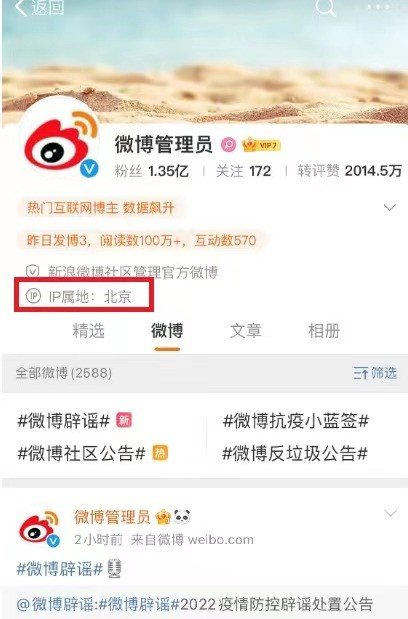 返回
微博管理员 VIP7
粉丝 1.35亿 关注 172 转评赞 2014.5万
热门互联网博主 数据飙升
昨日发博3，阅读数100万+，互动数570
新浪微博社区管理官方微博
IP IP属地：北京
精选 微博 文章 相册
全部微博 (2588) 筛选
#微博辟谣# 新 #微博抗疫小蓝签#
#微博社区公告# 热 #微博反垃圾公告#
微博管理员
2小时前 来自微博 weibo.com
#微博辟谣#
@微博辟谣:#微博辟谣#2022 疫情防控辟谣处置公告